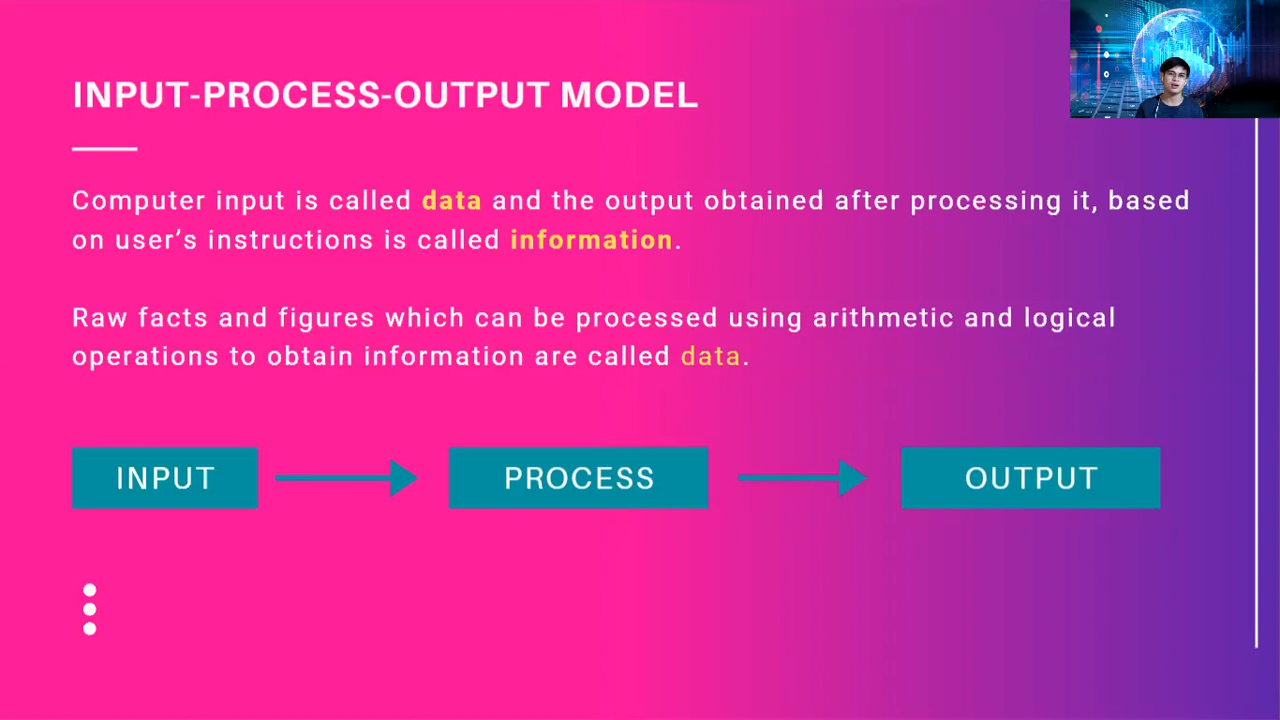 INPUT-PROCESS-OUTPUT MODEL
Computer input is called data and the output obtained after processing it, based
on user’s instructions is called information.
Raw facts and figures which can be processed using arithmetic and logical
operations to obtain information are called data.
INPUT
PROCESS
OUTPUT